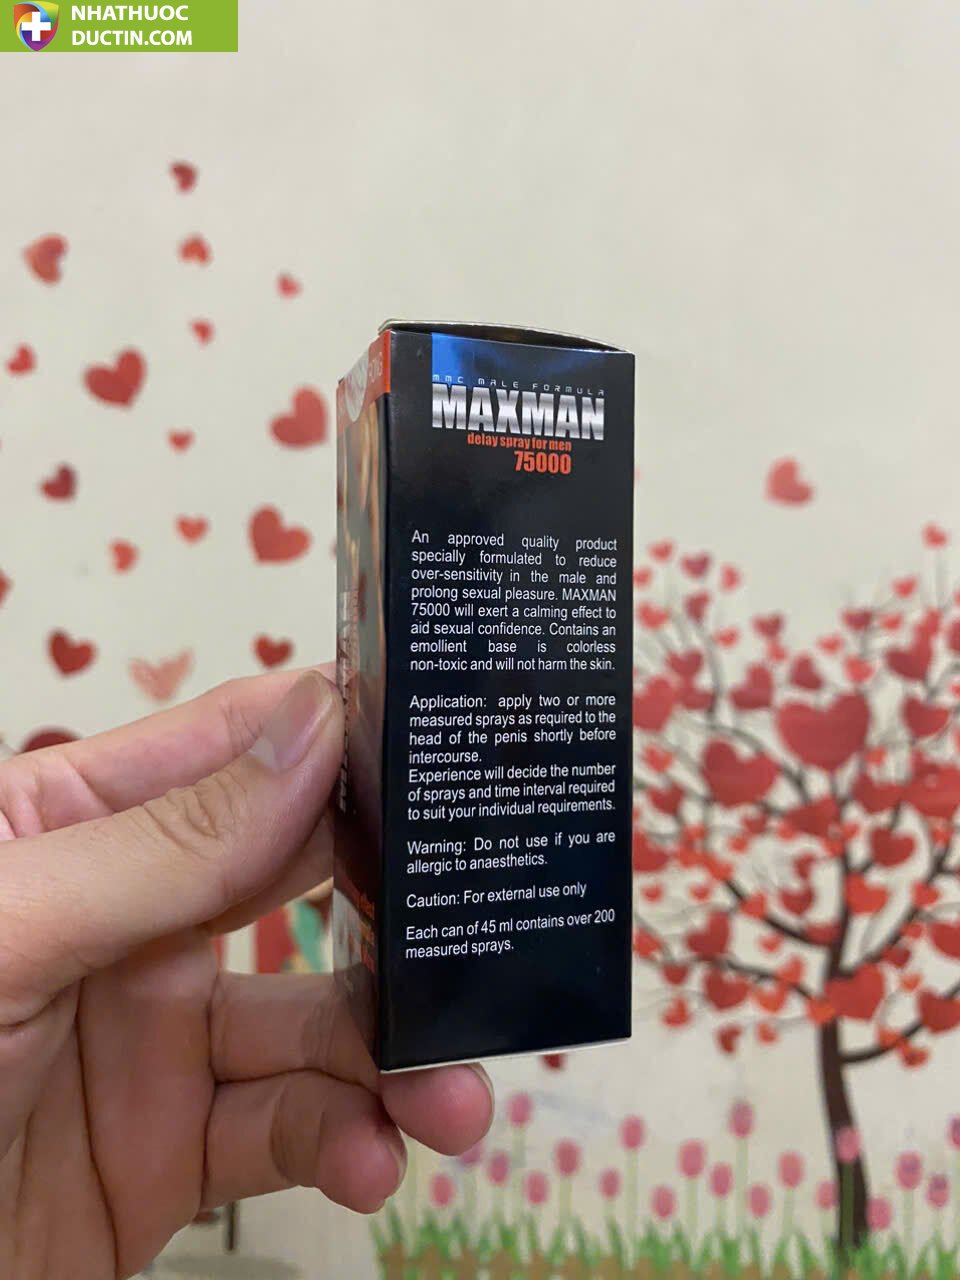 NHATHUOC
DUCTIN.COM
MMC MALE FORMULA
MAXMAN
delay spray for men
75000
An approved quality product
specially formulated to reduce
over-sensitivity in the male and
prolong sexual pleasure. MAXMAN
75000 will exert a calming effect to
aid sexual confidence. Contains an
emollient base is colorless
non-toxic and will not harm the skin.
Application: apply two or more
measured sprays as required to the
head of the penis shortly before
intercourse.
Experience will decide the number
of sprays and time interval required
to suit your individual requirements.
Warning: Do not use if you are
allergic to anaesthetics.
Caution: For external use only
Each can of 45 ml contains over 200
measured sprays.